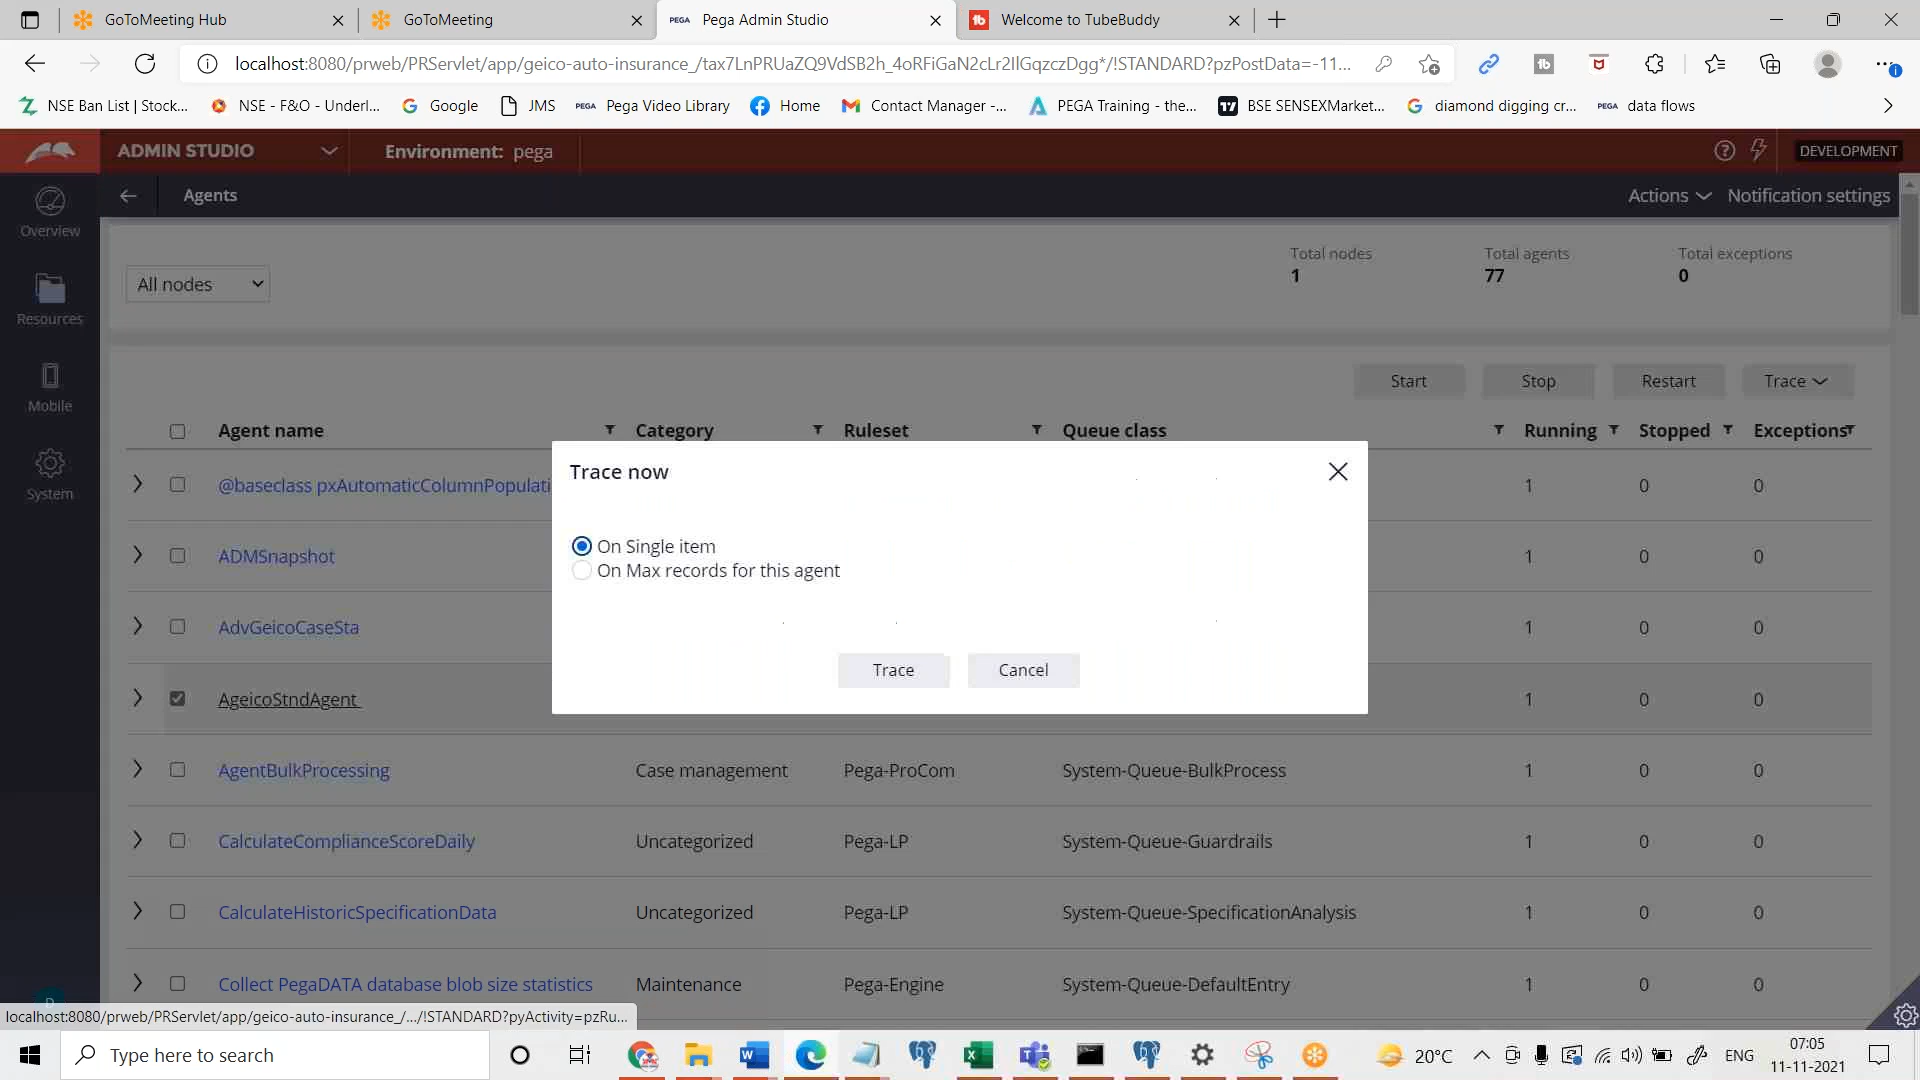 GoToMeeting Hub
GoToMeeting
PEGA Pega Admin Studio
tb Welcome to TubeBuddy
localhost:8080/prweb/PRServlet/app/geico-auto-insurance_/tax7LnPRUaZQ9VdSB2h_4oRFiGaN2cLr2IlGqzczDgg*/!STANDARD?pzPostData=-11...
NSE Ban List | Stock...
NSE - F&O - Underl...
Google
JMS
PEGA Pega Video Library
Home
Contact Manager -...
PEGA Training - the...
BSE SENSEXMarket...
diamond digging cr...
PEGA data flows
ADMIN STUDIO
Environment: pega
DEVELOPMENT
Agents
Actions
Notification settings
Overview
Resources
Mobile
System
All nodes
Total nodes
1
Total agents
77
Total exceptions
0
Start
Stop
Restart
Trace
Agent name Category Ruleset Queue class Running Stopped Exceptions
@baseclass pxAutomaticColumnPopulati 1 0 0
ADMSnapshot 1 0 0
AdvGeicoCaseSta 1 0 0
AgeicoStndAgent 1 0 0
Trace now
On Single item
On Max records for this agent
Trace
Cancel
AgentBulkProcessing Case management Pega-ProCom System-Queue-BulkProcess 1 0 0
CalculateComplianceScoreDaily Uncategorized Pega-LP System-Queue-Guardrails 1 0 0
CalculateHistoricSpecificationData Uncategorized Pega-LP System-Queue-SpecificationAnalysis 1 0 0
Collect PegaDATA database blob size statistics Maintenance Pega-Engine System-Queue-DefaultEntry 1 0 0
localhost:8080/prweb/PRServlet/app/geico-auto-insurance_/.../!STANDARD?pyActivity=pzRu...
Type here to search
20°C
ENG
07:05
11-11-2021